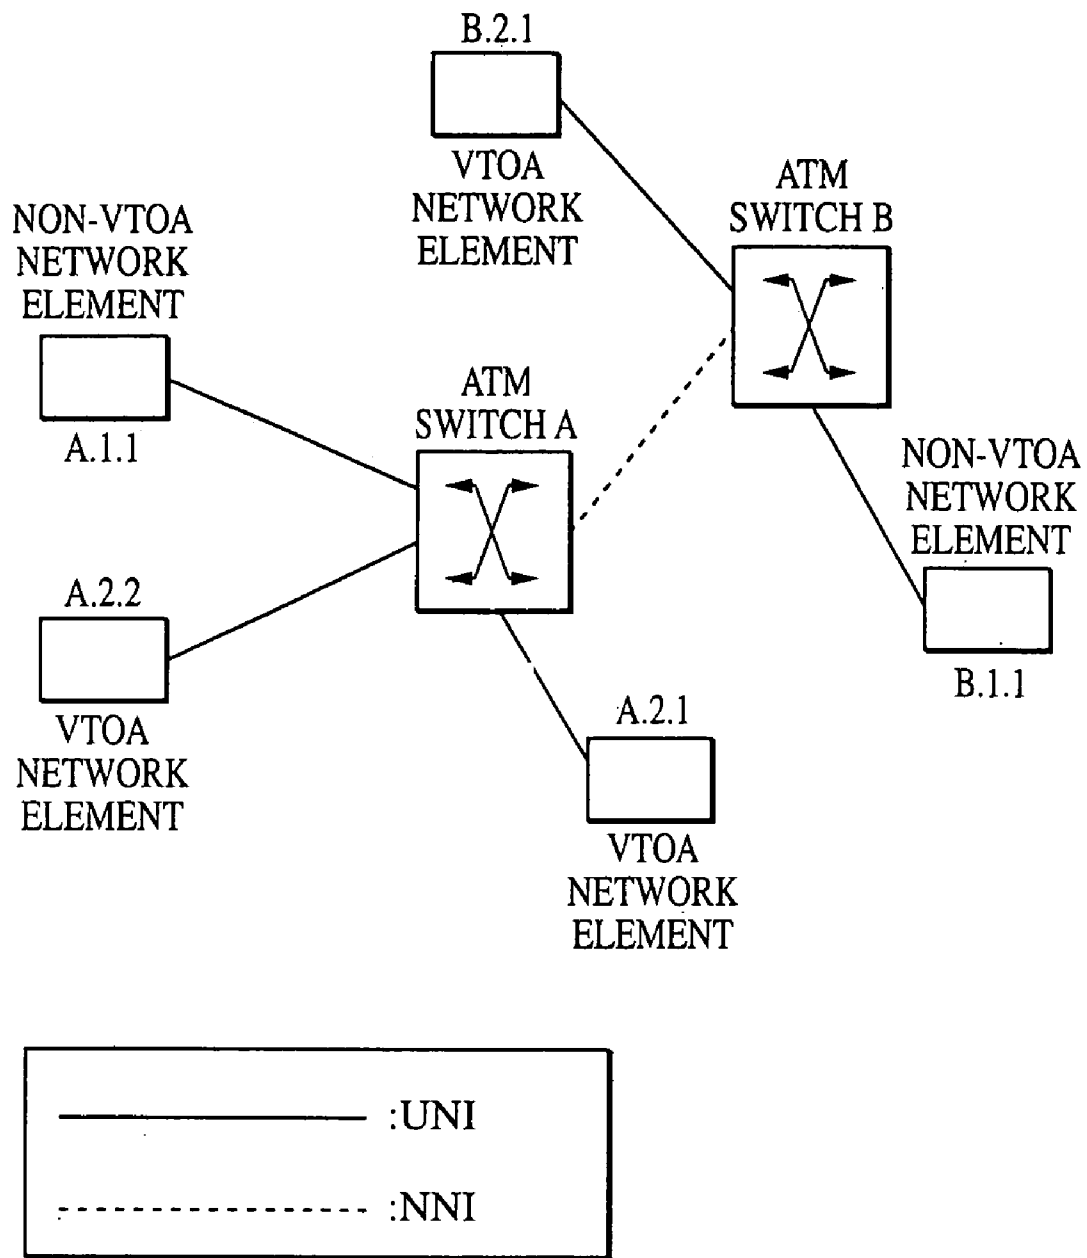 B.2.1
VTOA
NETWORK
ELEMENT
ATM
SWITCH B
NON-VTOA
NETWORK
ELEMENT
A.1.1
ATM
SWITCH A
NON-VTOA
NETWORK
ELEMENT
B.1.1
A.2.2
VTOA
NETWORK
ELEMENT
A.2.1
VTOA
NETWORK
ELEMENT
:UNI
:NNI